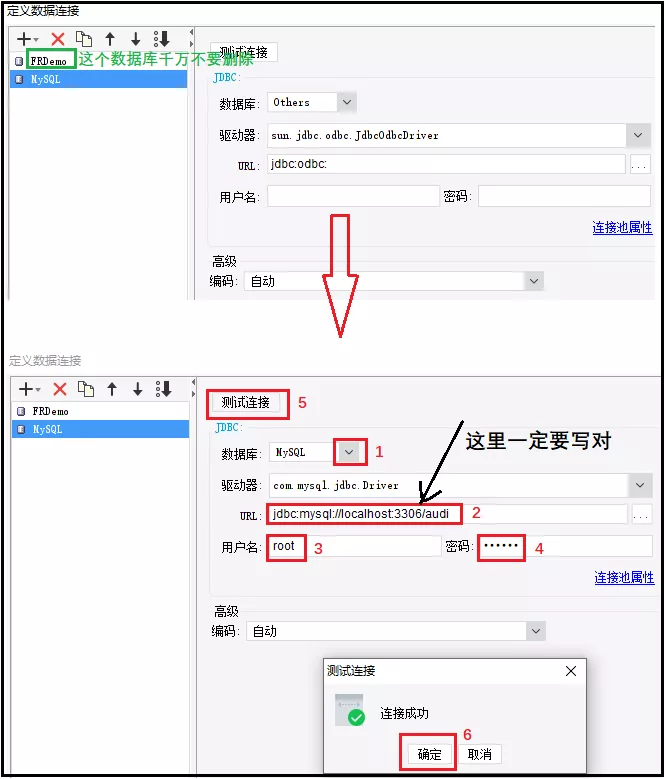 定义数据连接
测试连接
FRDemo 这个数据库千万不要删除
MySQL
JDBC:
数据库: Others
驱动器: sun.jdbc.odbc.JdbcOdbcDriver
URL: jdbc:odbc: ...
用户名: 密码:
连接池属性
高级
编码: 自动
定义数据连接
测试连接 5
FRDemo
MySQL
JDBC:
数据库: MySQL 1
这里一定要写对
驱动器: com.mysql.jdbc.Driver
URL: jdbc:mysql://localhost:3306/audi 2 ...
用户名: root 3 密码: •••••• 4
连接池属性
高级
编码: 自动
测试连接
连接成功
6
确定 取消